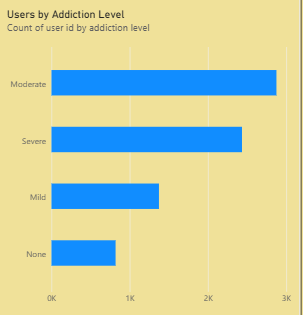 Users by Addiction Level
Count of user id by addiction level
Moderate
Severe
Mild
None
0K 1K 2K 3K